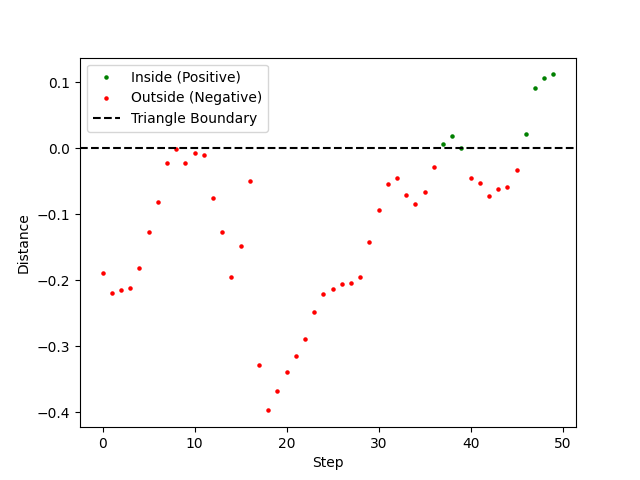 Inside (Positive)
Outside (Negative)
Triangle Boundary
0.1
0.0
−0.1
−0.2
−0.3
−0.4
Distance
0 10 20 30 40 50
Step